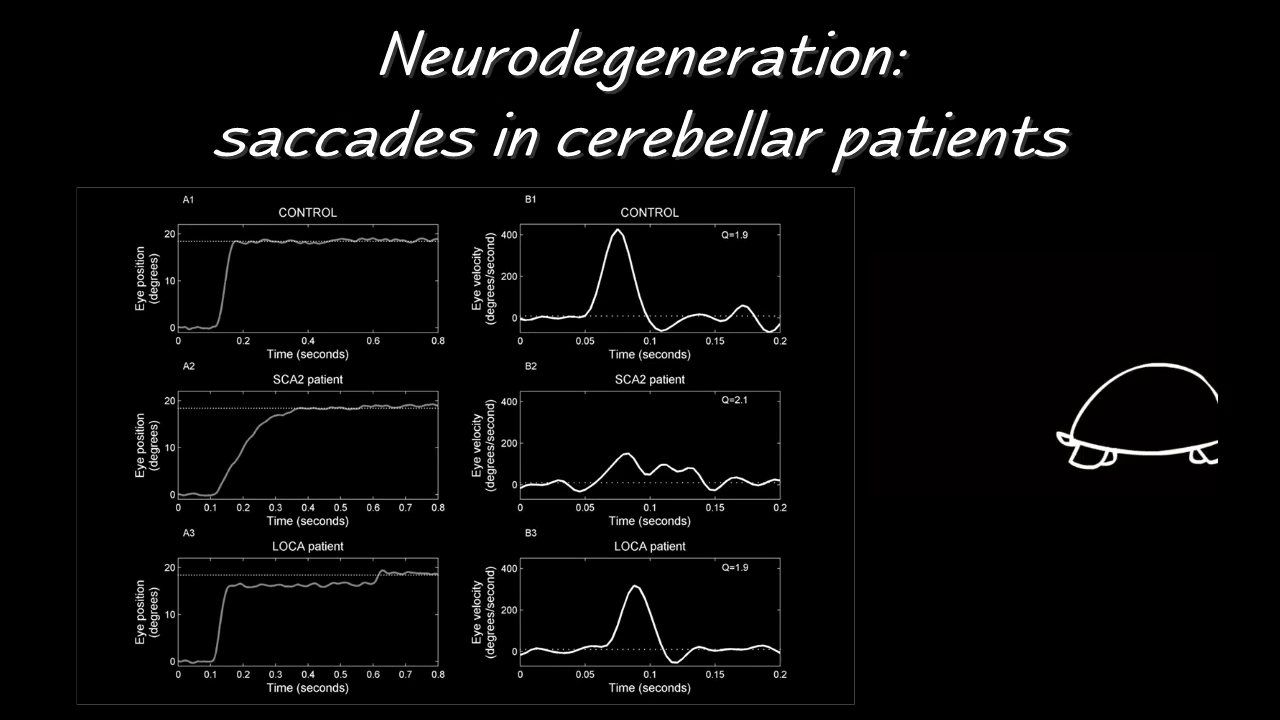 Neurodegeneration:
saccades in cerebellar patients
A1
CONTROL
Eye position
(degrees)
20
10
0
0 0.2 0.4 0.6 0.8
Time (seconds)
B1
CONTROL
Q=1.9
Eye velocity
(degrees/second)
400
200
0
0 0.05 0.1 0.15 0.2
Time (seconds)
A2
SCA2 patient
Eye position
(degrees)
20
10
0
0 0.1 0.2 0.3 0.4 0.5 0.6 0.7 0.8
Time (seconds)
B2
SCA2 patient
Q=2.1
Eye velocity
(degrees/second)
400
200
0
0 0.05 0.1 0.15 0.2
Time (seconds)
A3
LOCA patient
Eye position
(degrees)
20
10
0
0 0.1 0.2 0.3 0.4 0.5 0.6 0.7 0.8
Time (seconds)
B3
LOCA patient
Q=1.9
Eye velocity
(degrees/second)
400
200
0
0 0.05 0.1 0.15 0.2
Time (seconds)